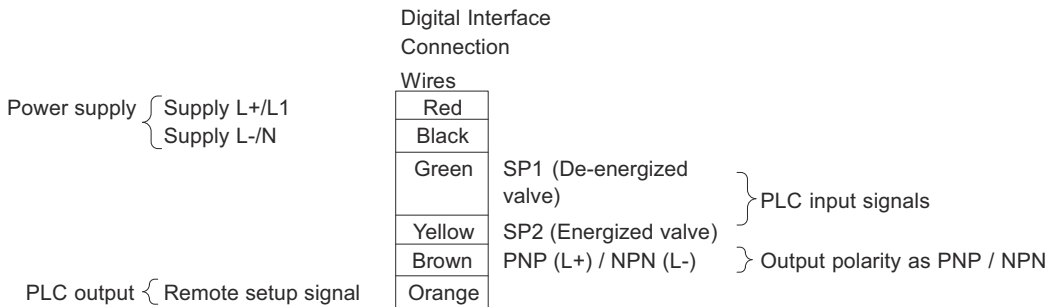 Digital Interface
Connection
Wires
Power supply Supply L+/L1 Red
Supply L-/N Black
Green SP1 (De-energized
valve)
PLC input signals
Yellow SP2 (Energized valve)
Brown PNP (L+) / NPN (L-) Output polarity as PNP / NPN
PLC output Remote setup signal Orange